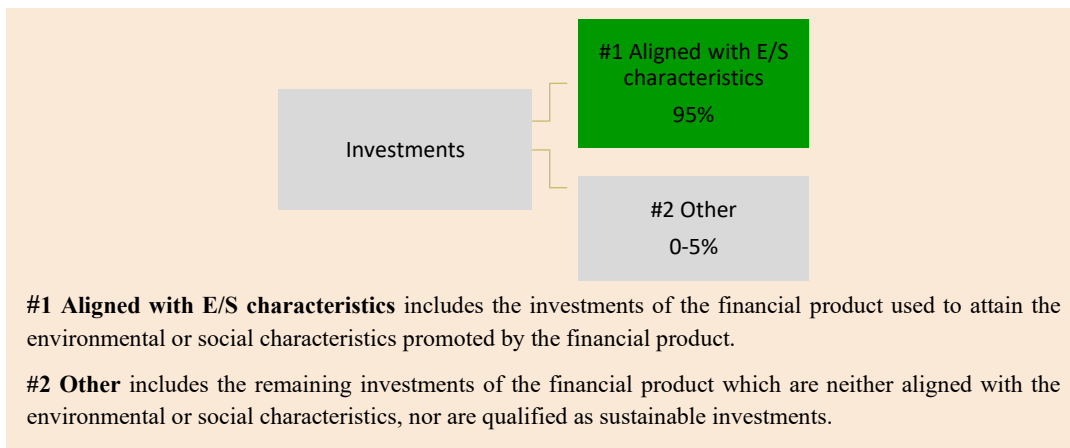 #1 Aligned with E/S
characteristics
95%
Investments
#2 Other
0-5%
#1 Aligned with E/S characteristics includes the investments of the financial product used to attain the
environmental or social characteristics promoted by the financial product.
#2 Other includes the remaining investments of the financial product which are neither aligned with the
environmental or social characteristics, nor are qualified as sustainable investments.